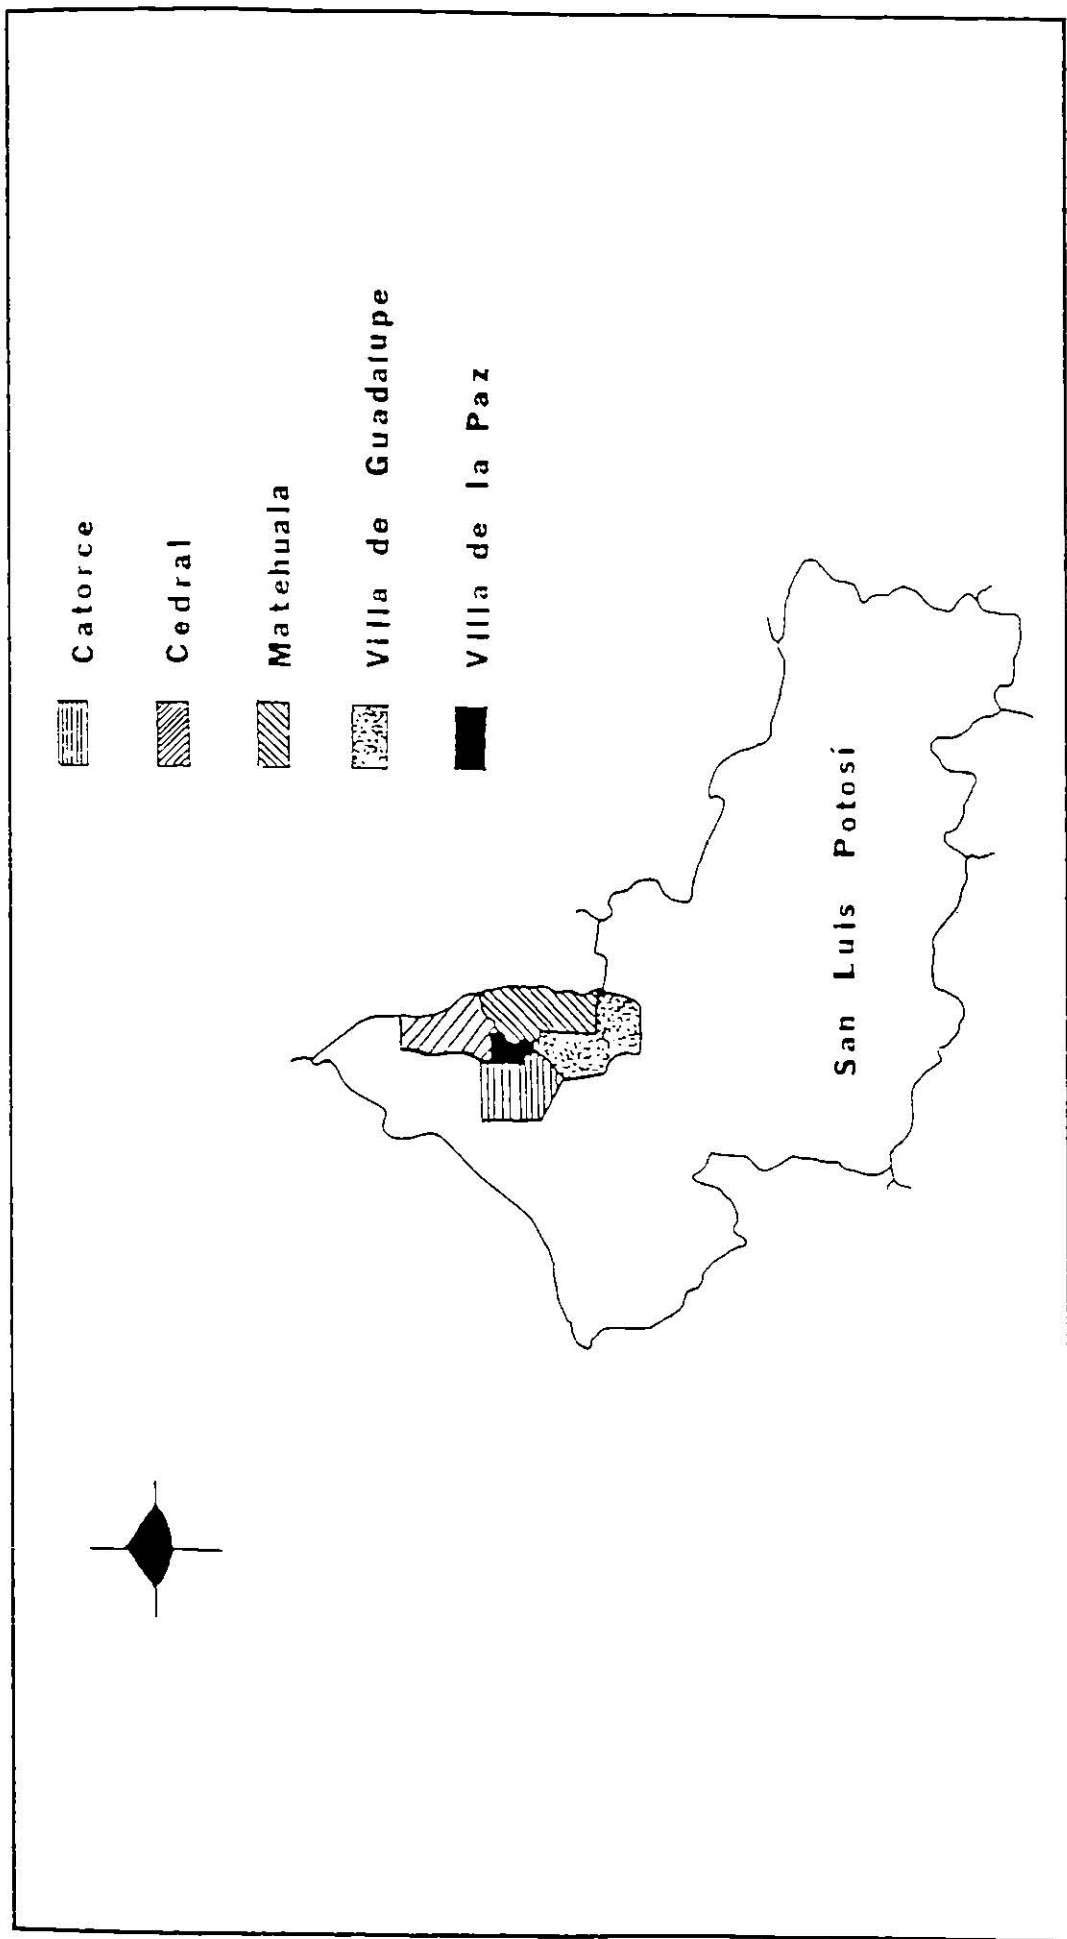 Catorce
Cedral
Matehuala
Villa de Guadalupe
Villa de la Paz
San Luis Potosí